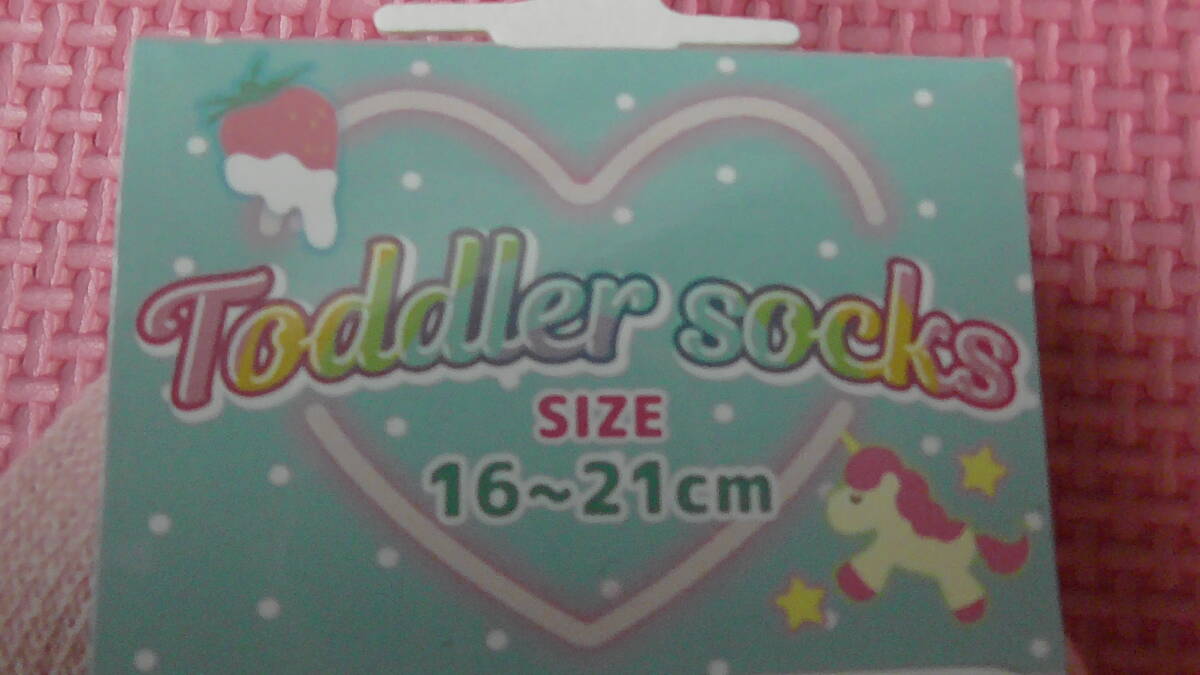 Toddler socks
SIZE
16~21cm